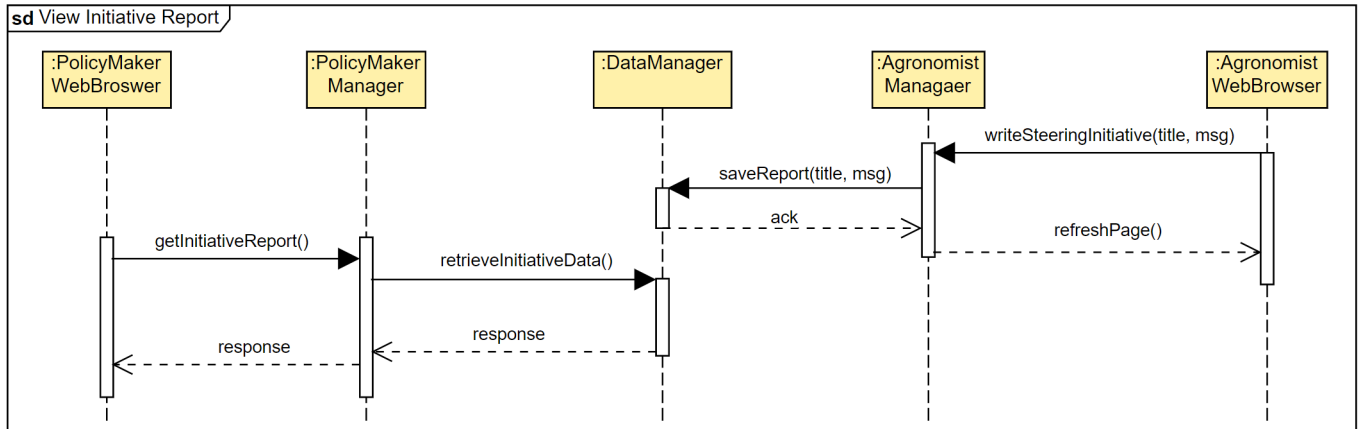 sd View Initiative Report
:PolicyMaker
WebBroswer
:PolicyMaker
Manager
:DataManager
:Agronomist
Managaer
:Agronomist
WebBrowser
writeSteeringInitiative(title, msg)
saveReport(title, msg)
ack
refreshPage()
getInitiativeReport()
retrieveInitiativeData()
response
response